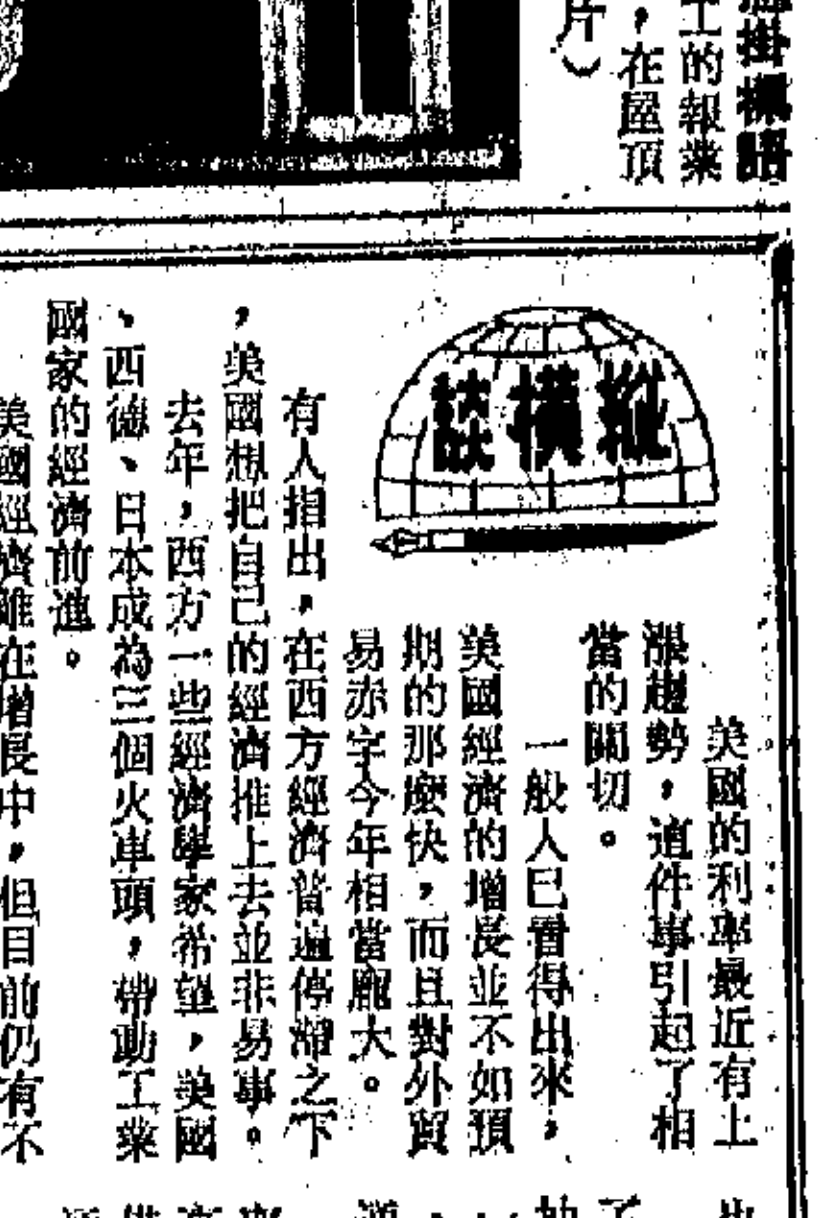 掛標語
工的報業
，在屋頂
片）
縱橫談
美國的利率最近有上
漲趨勢，這件事引起了相
當的關切。
一般人已看得出來，
美國經濟的增長並不如預
期的那麼快，而且對外貿
易赤字今年相當龐大。
有人指出，在西方經濟普遍停滯之下
，美國想把自己的經濟推上去並非易事。
去年，西方一些經濟學家希望，美國
、西德、日本成為三個火車頭，帶動工業
國家的經濟前進。
美國經濟雖在增長中，但目前仍有不